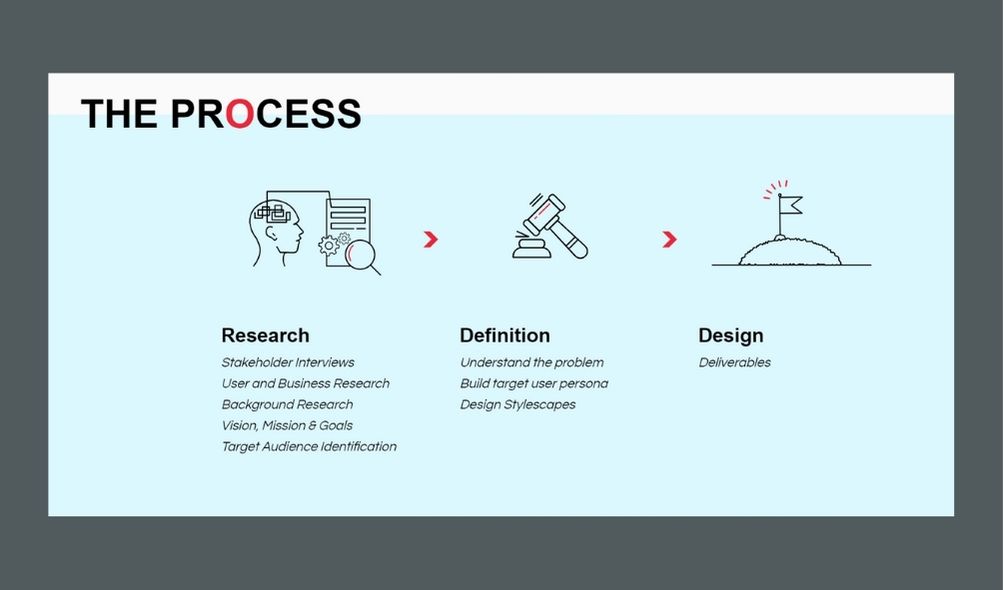 THE PROCESS
Research
Stakeholder Interviews
User and Business Research
Background Research
Vision, Mission & Goals
Target Audience Identification
Definition
Understand the problem
Build target user persona
Design Stylescapes
Design
Deliverables